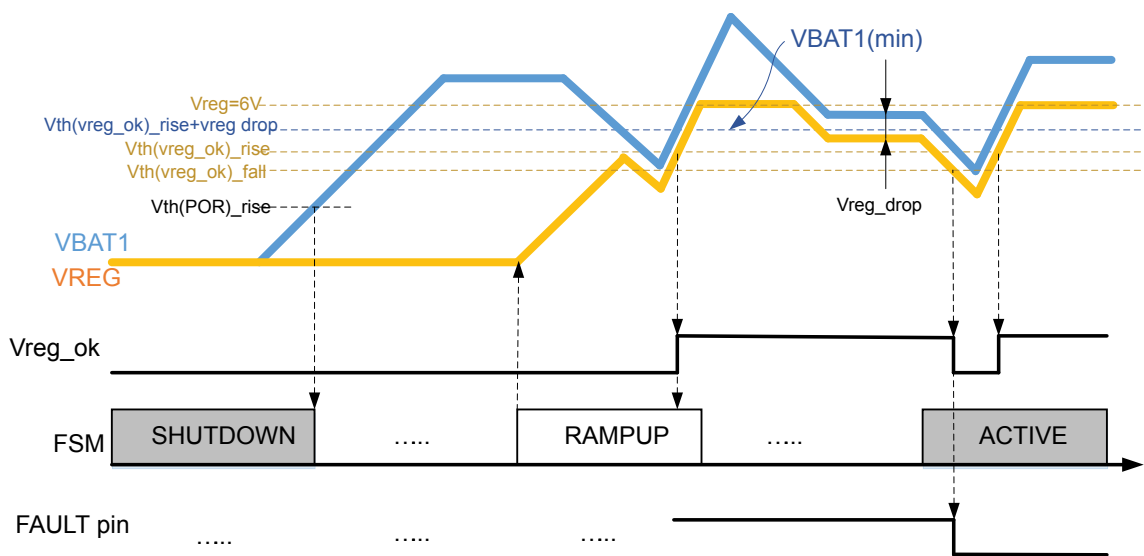 VBAT1(min)
Vreg=6V
Vth(vreg_ok)_rise+vreg drop
Vth(vreg_ok)_rise
Vth(vreg_ok)_fall
Vth(POR)_rise
Vreg_drop
VBAT1
VREG
Vreg_ok
FSM SHUTDOWN ..... RAMPUP ..... ACTIVE
FAULT pin ..... ..... .....